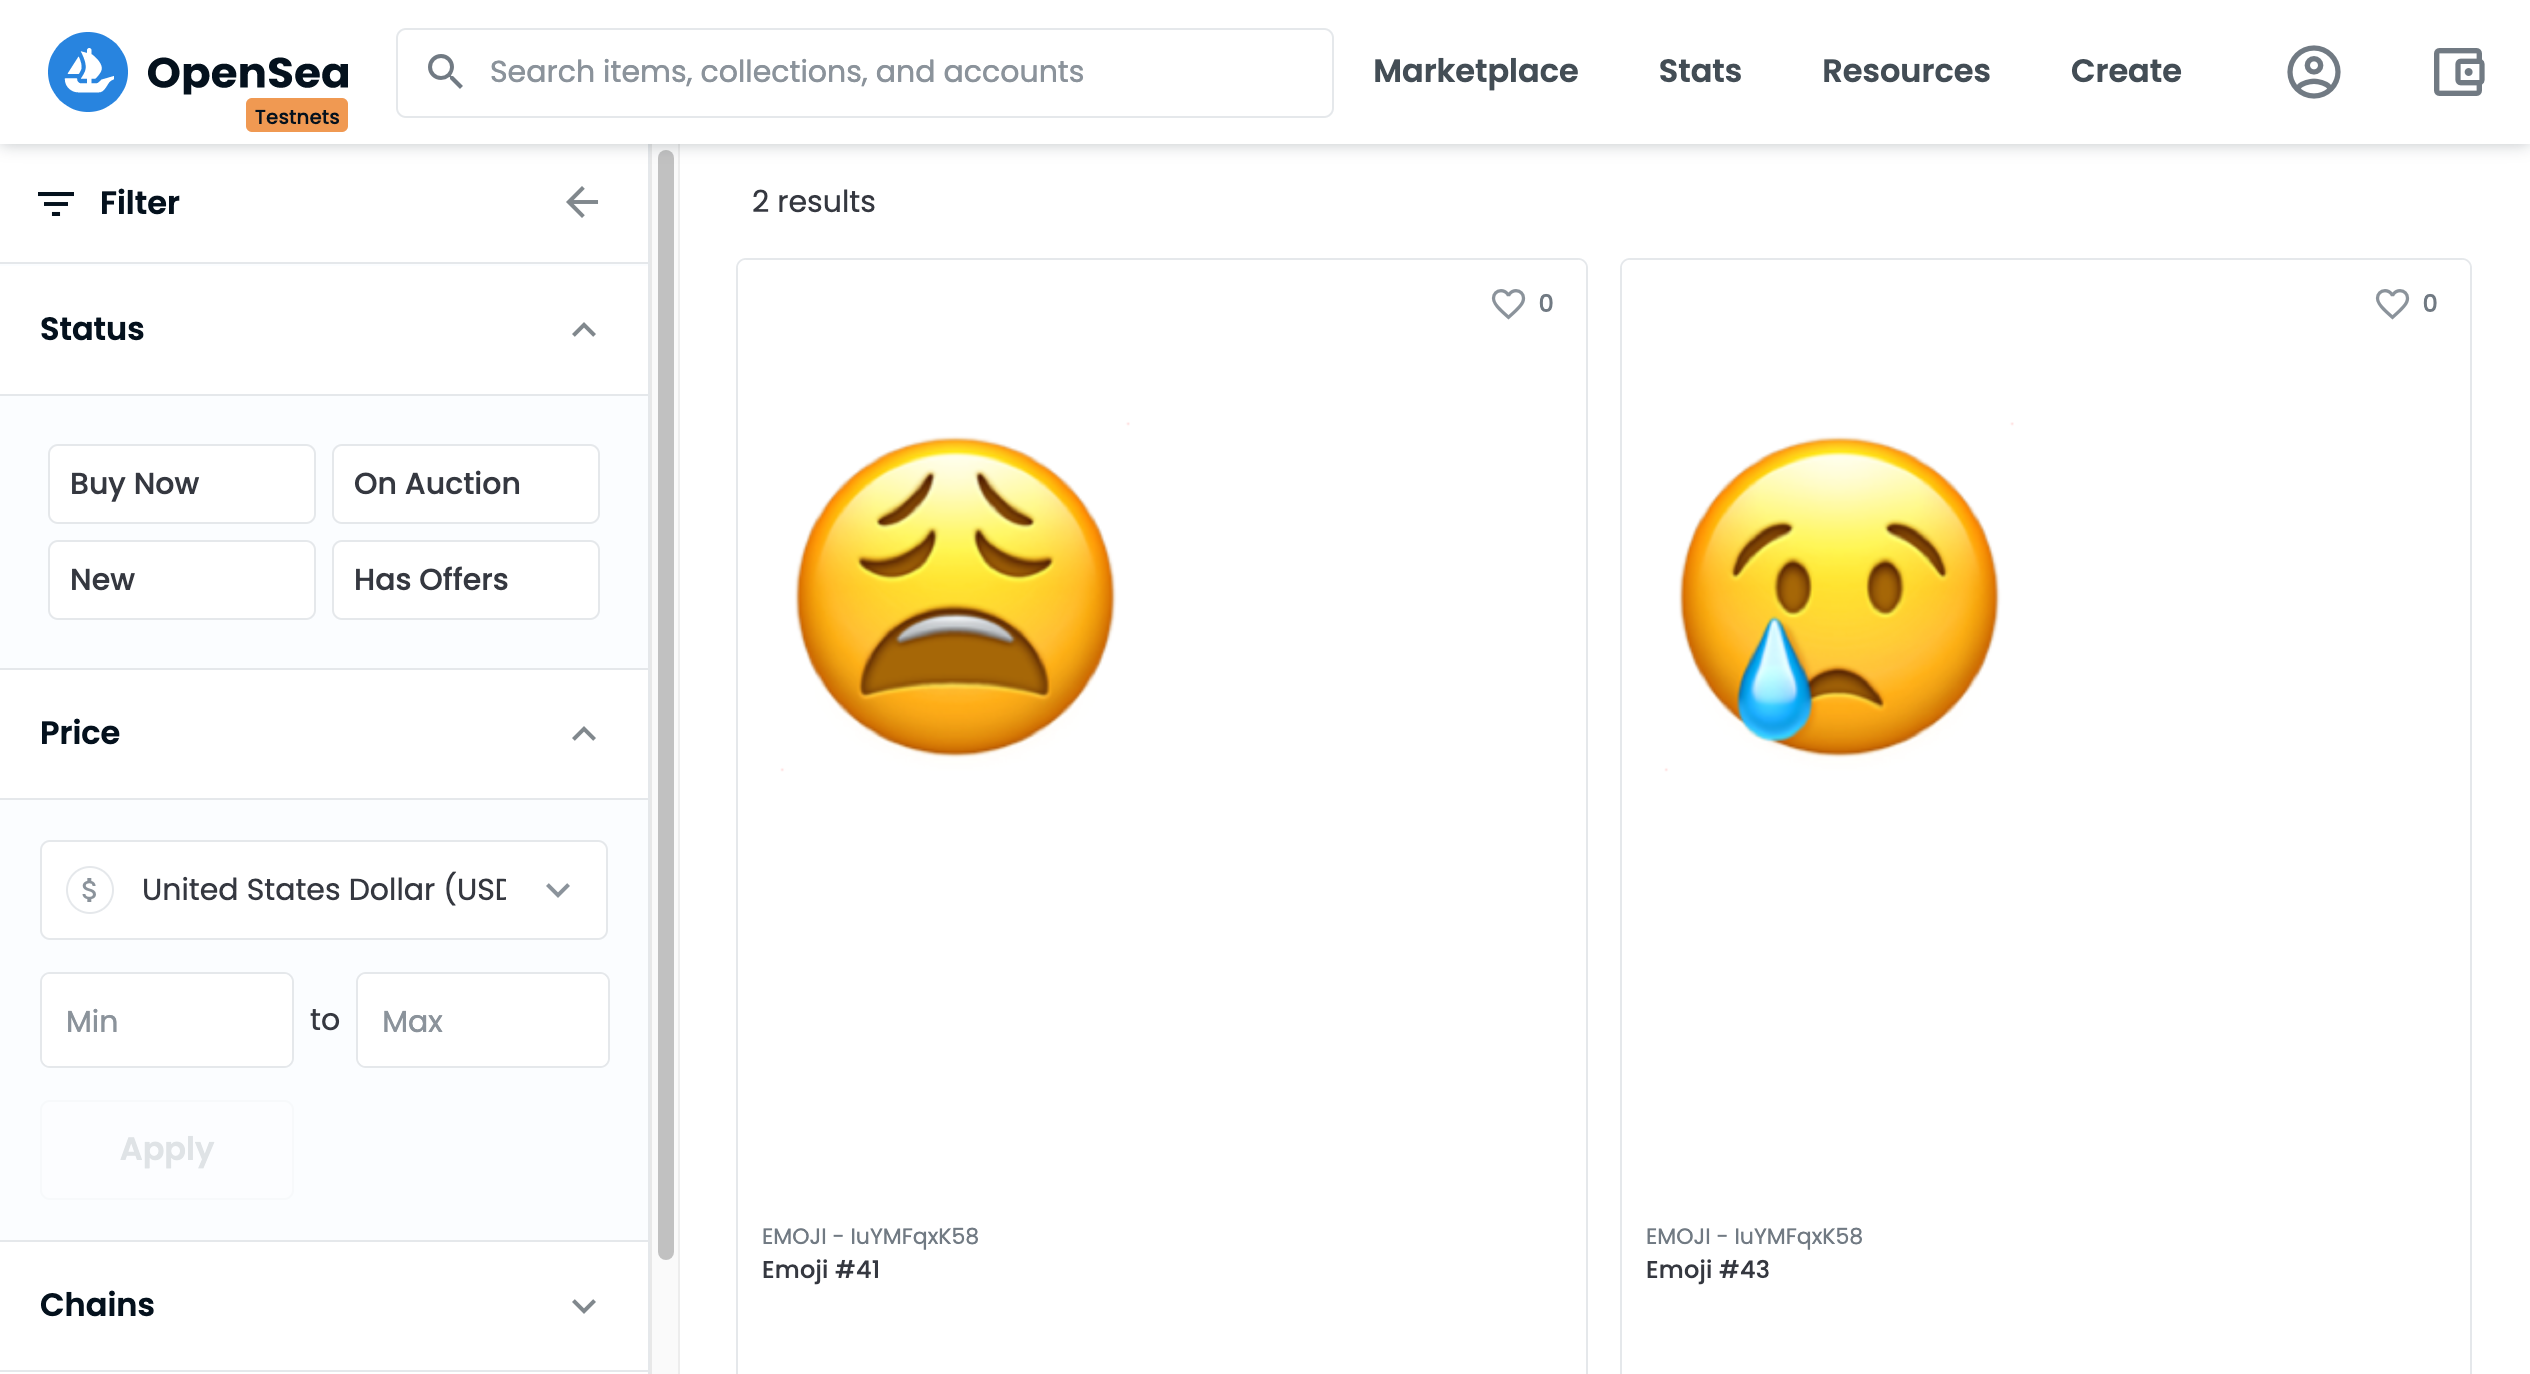 OpenSea
Testnets
Search items, collections, and accounts
Marketplace
Stats
Resources
Create
Filter
Status
Buy Now
On Auction
New
Has Offers
Price
$
United States Dollar (USD
Min
to
Max
Apply
Chains
2 results
0
EMOJI - IuYMFqxK58
Emoji #41
0
EMOJI - IuYMFqxK58
Emoji #43